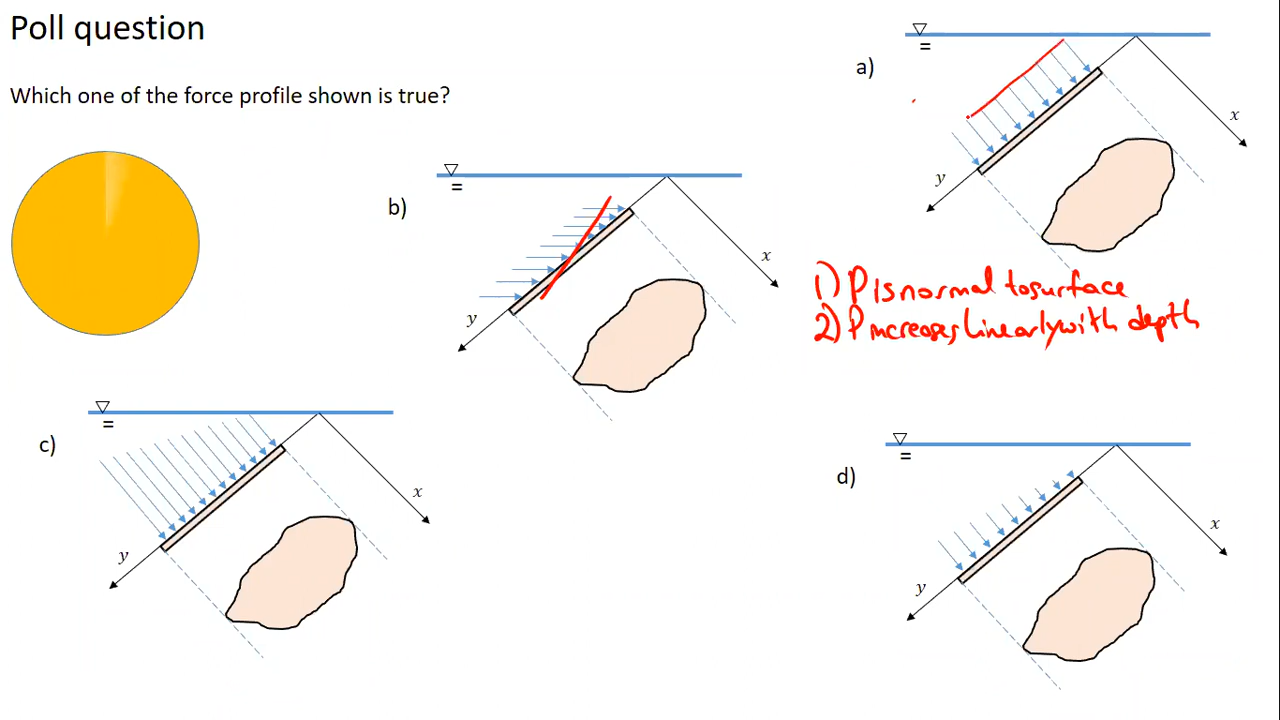 Poll question
Which one of the force profile shown is true?
a)
=
x
y
b)
=
x
y
1) P is normal to surface
2) P increases linearly with depth
c)
=
x
y
d)
=
x
y